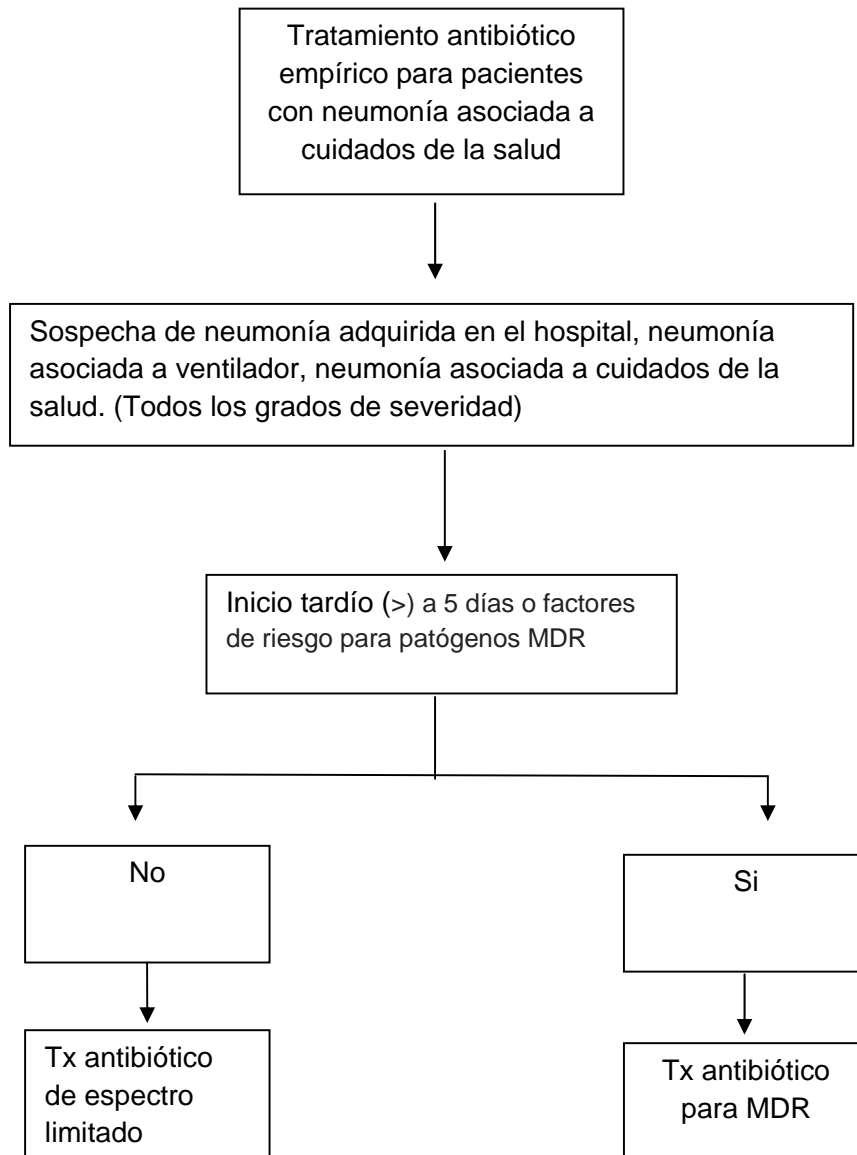 Tratamiento antibiótico
empírico para pacientes
con neumonía asociada a
cuidados de la salud
Sospecha de neumonía adquirida en el hospital, neumonía
asociada a ventilador, neumonía asociada a cuidados de la
salud. (Todos los grados de severidad)
Inicio tardío (>) a 5 días o factores
de riesgo para patógenos MDR
No
Si
Tx antibiótico
de espectro
limitado
Tx antibiótico
para MDR